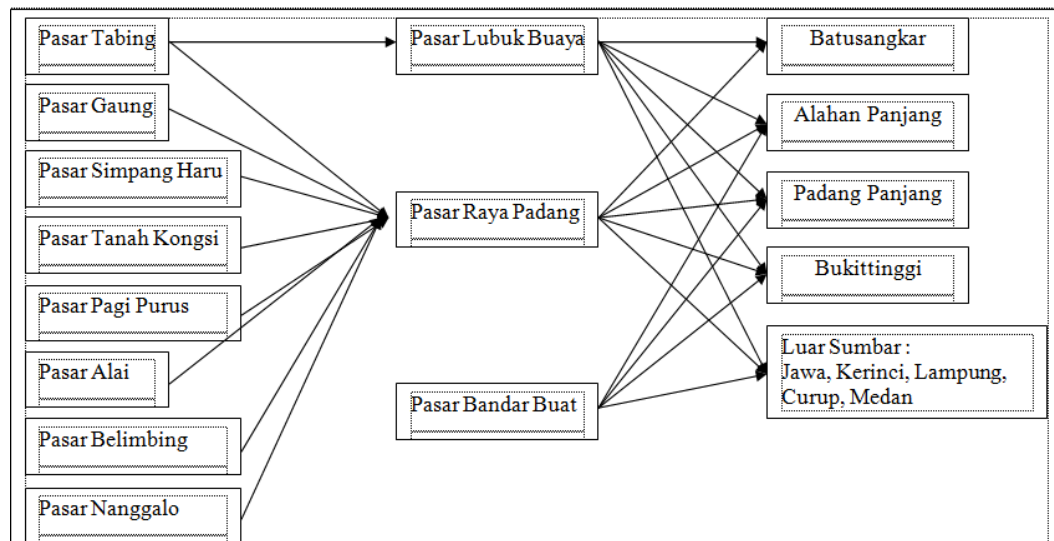 Pasar Tabing
Pasar Gaung
Pasar Simpang Haru
Pasar Tanah Kongsi
Pasar Pagi Purus
Pasar Alai
Pasar Belimbing
Pasar Nanggalo
Pasar Lubuk Buaya
Pasar Raya Padang
Pasar Bandar Buat
Batusangkar
Alahan Panjang
Padang Panjang
Bukittinggi
Luar Sumbar :
Jawa, Kerinci, Lampung,
Curup, Medan